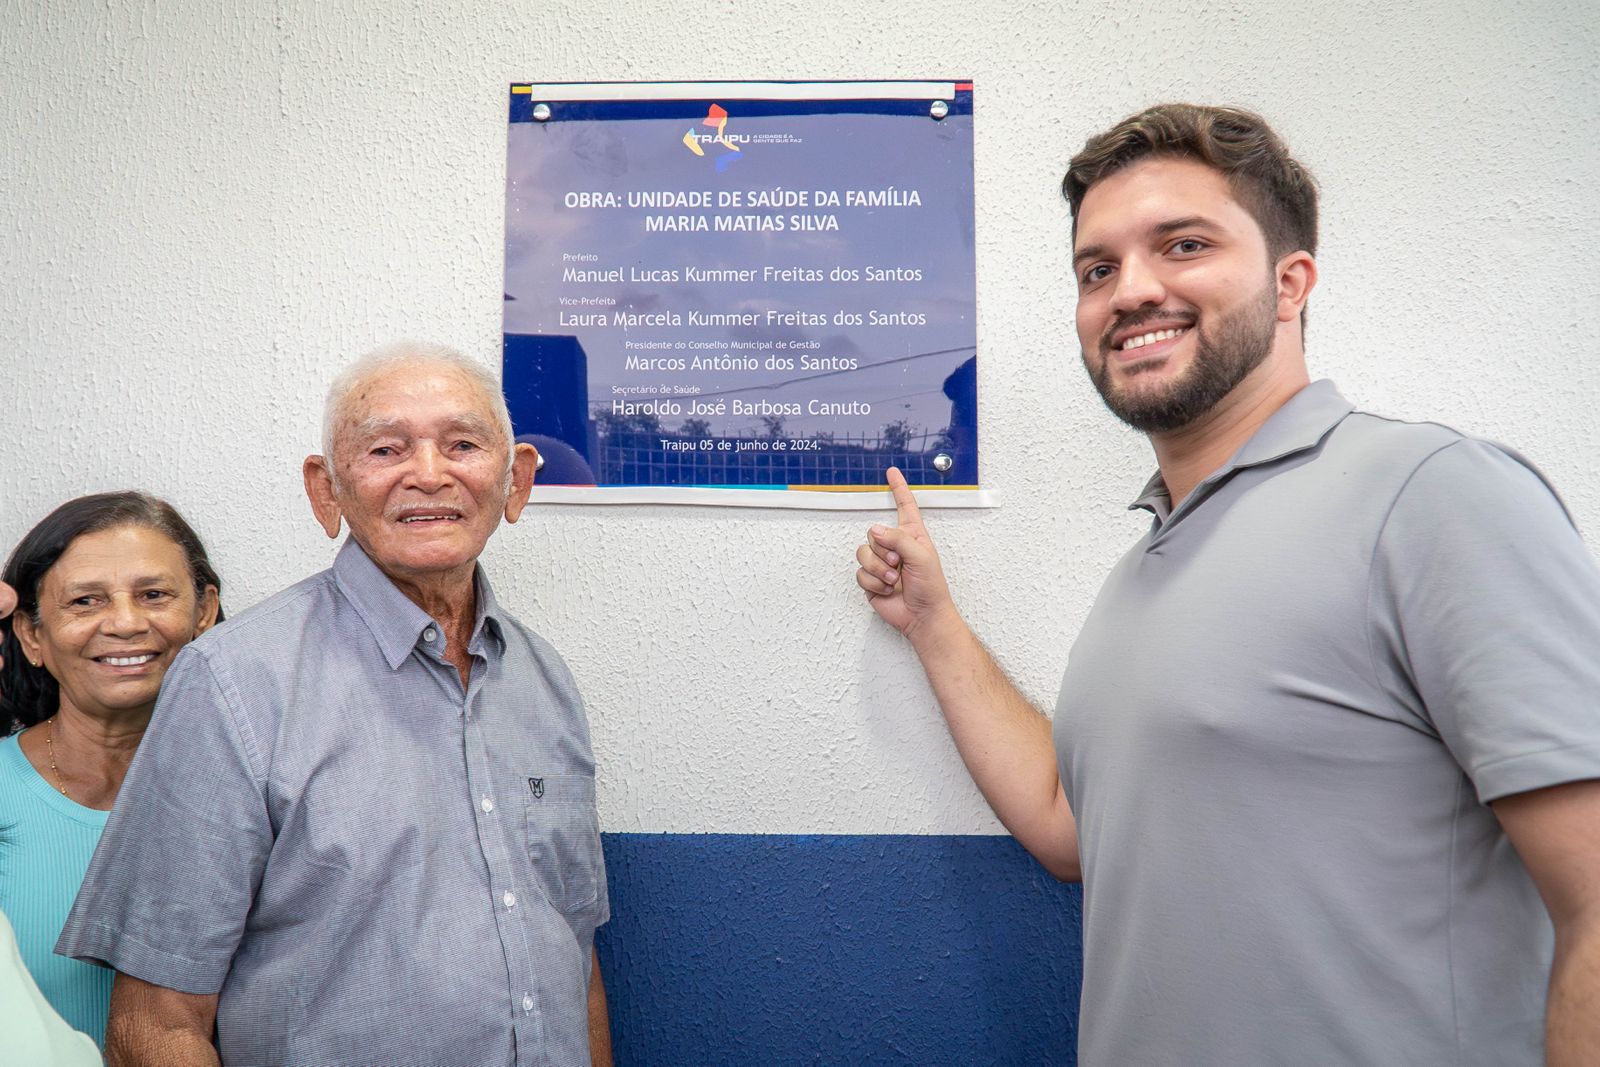 TRAIPU
A CIDADE É A
GENTE QUE FAZ
OBRA: UNIDADE DE SAÚDE DA FAMÍLIA
MARIA MATIAS SILVA
Prefeito
Manuel Lucas Kummer Freitas dos Santos
Vice-Prefeita
Laura Marcela Kummer Freitas dos Santos
Presidente do Conselho Municipal de Gestão
Marcos Antônio dos Santos
Secretário de Saúde
Haroldo José Barbosa Canuto
Traipu 05 de junho de 2024.
M